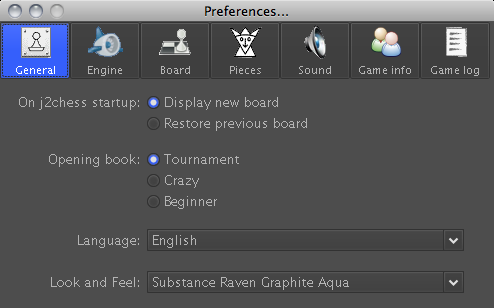 Preferences...
General Engine Board Pieces Sound Game info Game log
On j2chess startup: Display new board
Restore previous board
Opening book: Tournament
Crazy
Beginner
Language: English
Look and Feel: Substance Raven Graphite Aqua